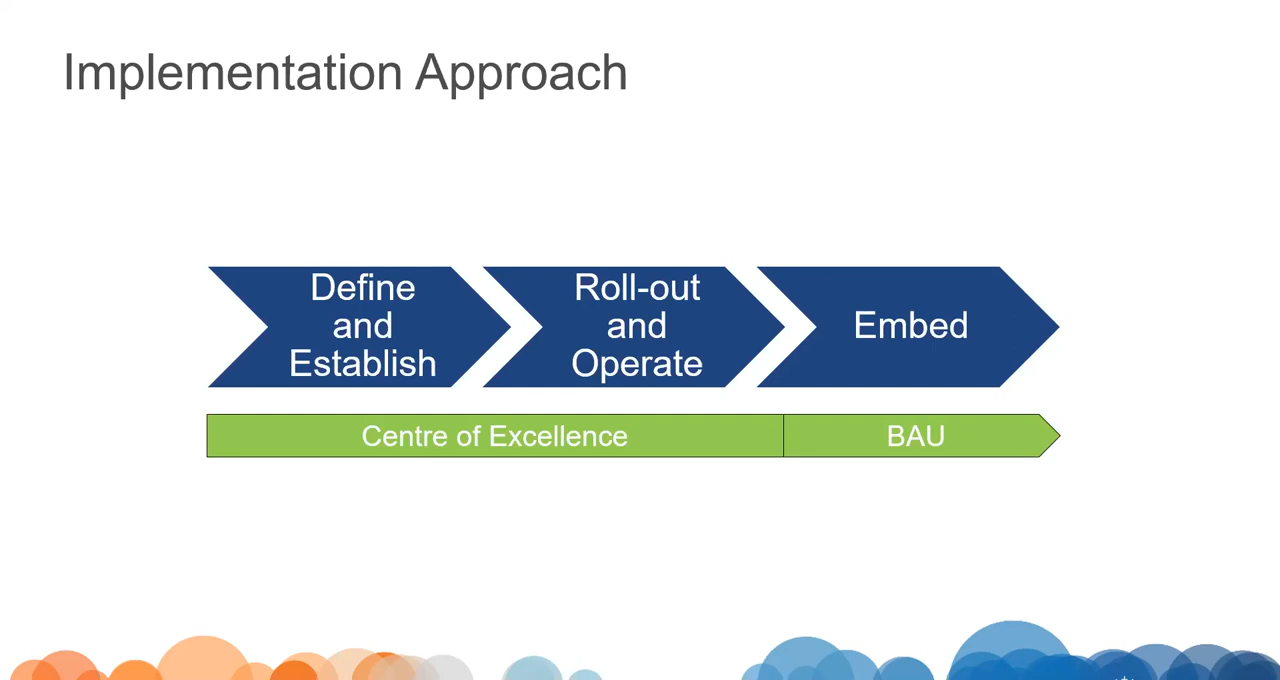 Implementation Approach
Define
and
Establish
Roll-out
and
Operate
Embed
Centre of Excellence
BAU